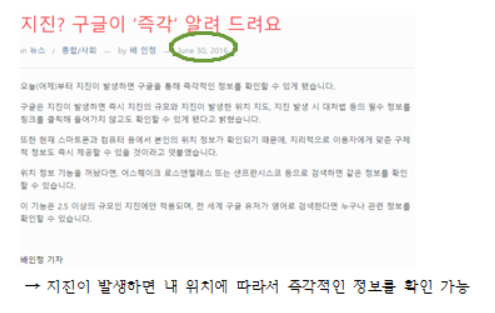 지진? 구글이 '즉각' 알려 드려요
in 뉴스 / 종합/사회 — by 배 인정 — June 30, 2016
오늘(어제)부터 지진이 발생하면 구글을 통해 즉각적인 정보를 확인할 수 있게 됐습니다.
구글은 지진이 발생하면 즉시 지진의 규모와 지진이 발생한 위치 지도, 지진 발생 시 대처법 등의 필수 정보를
링크를 클릭해 들어가지 않고도 확인할 수 있게 됐다고 밝혔습니다.
또한 현재 스마트폰과 컴퓨터 등에서 본인의 위치 정보가 확인되기 때문에, 지리적으로 이용자에게 맞춘 구체
적 정보도 즉시 제공할 수 있을 것이라고 덧붙였습니다.
위치 정보 기능을 꺼놨다면, 어스퀘이크 로스앤젤레스 또는 샌프란시스코 등으로 검색하면 같은 정보를 확인
할 수 있습니다.
이 기능은 2.5 이상의 규모인 지진에만 적용되며, 전 세계 구글 유저가 영어로 검색한다면 누구나 관련 정보를
확인할 수 있습니다.
배인정 기자
→ 지진이 발생하면 내 위치에 따라서 즉각적인 정보를 확인 가능